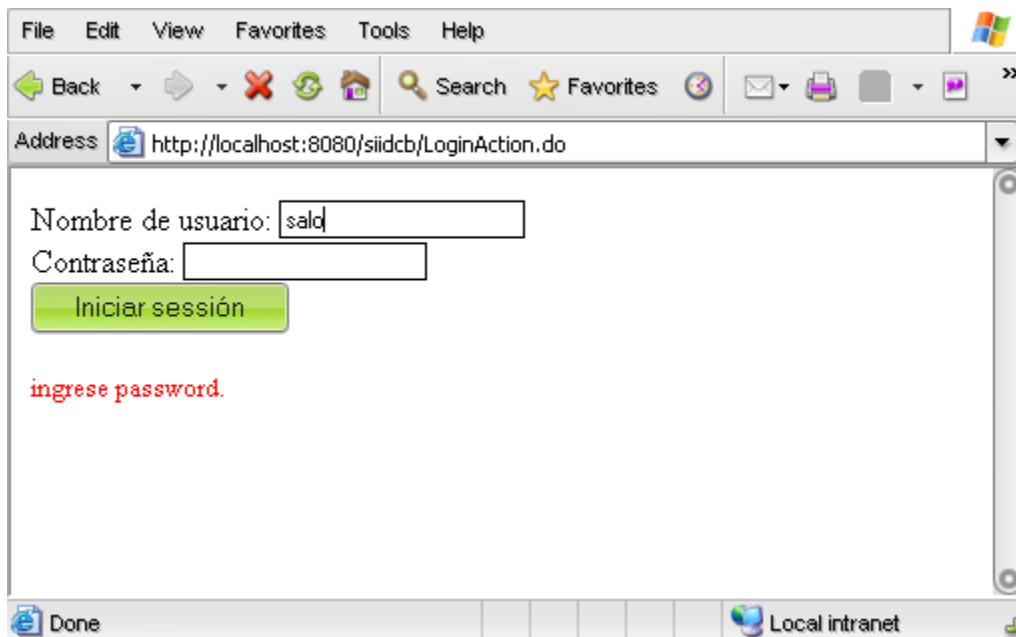 File Edit View Favorites Tools Help
Back Search Favorites »
Address http://localhost:8080/siidcb/LoginAction.do
Nombre de usuario: salo
Contraseña:
Iniciar sessión
ingrese password.
Done Local intranet